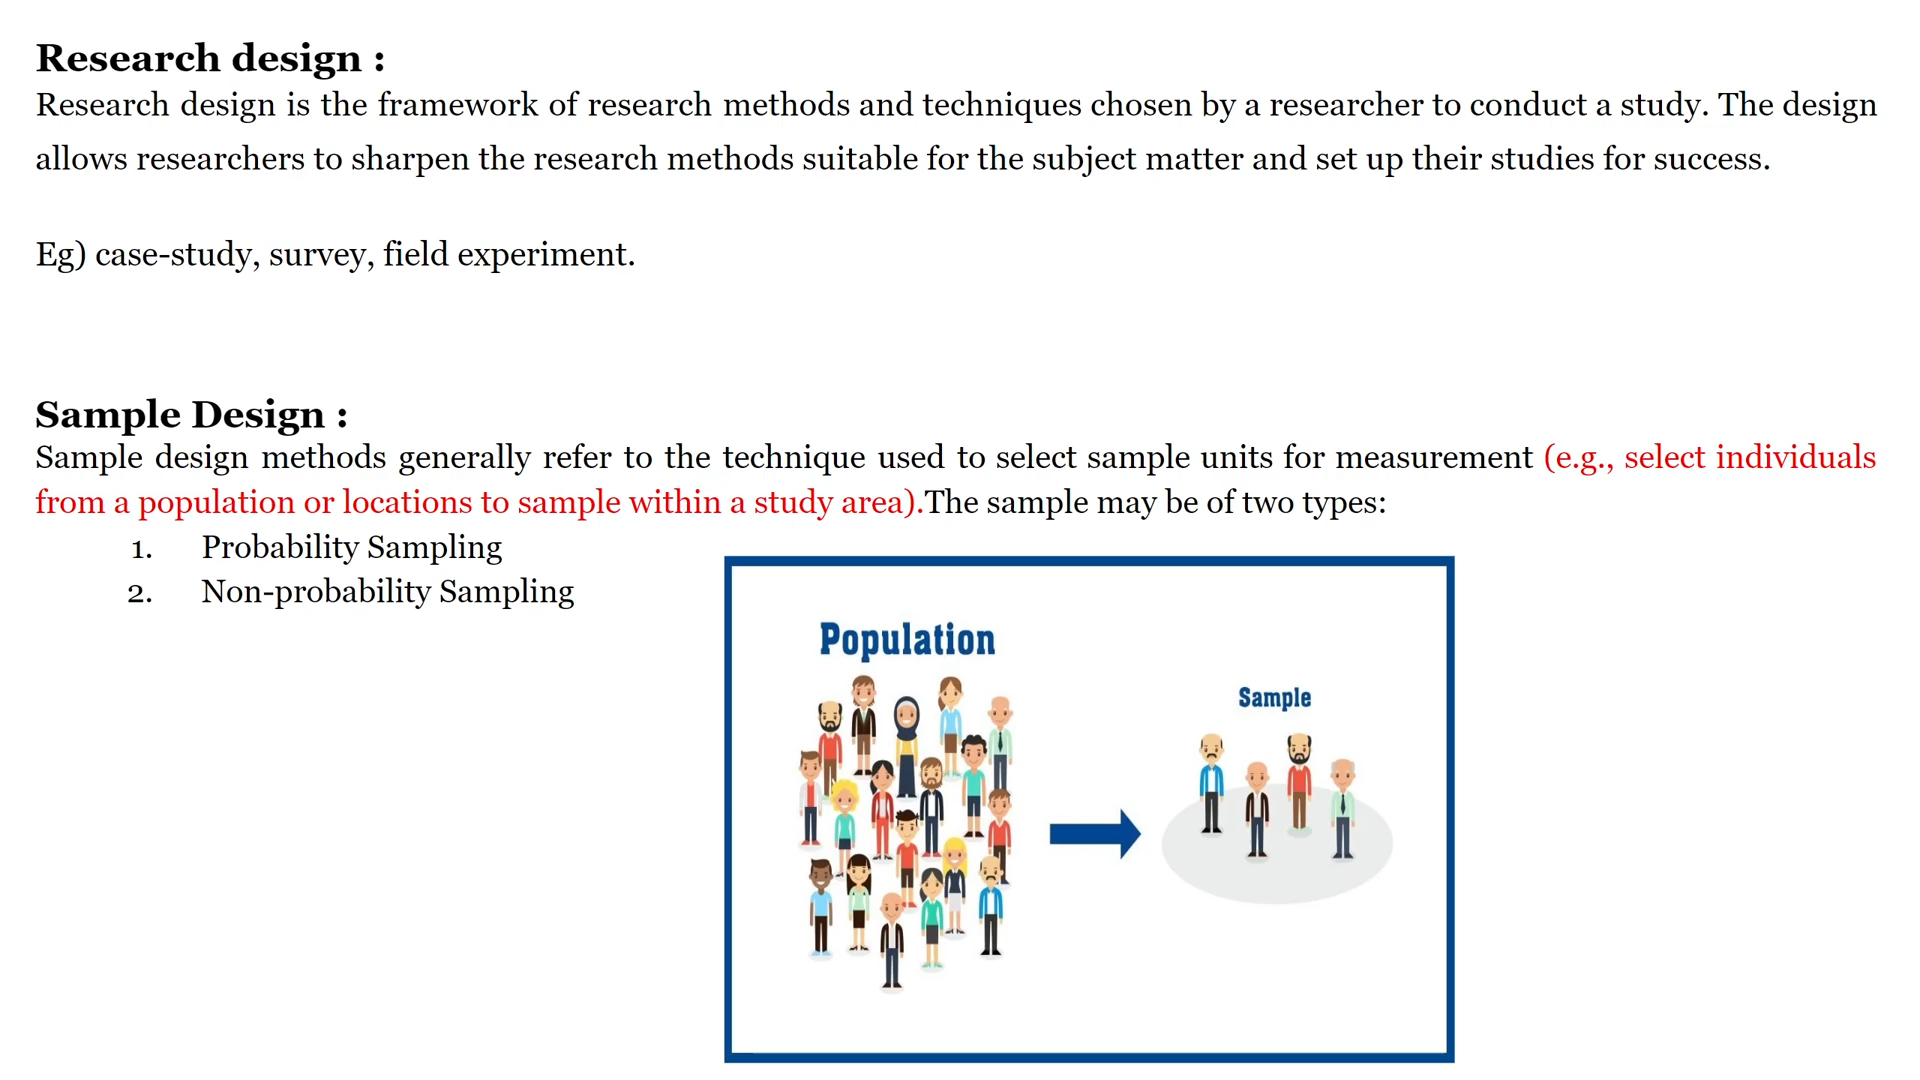 Research design :
Research design is the framework of research methods and techniques chosen by a researcher to conduct a study. The design
allows researchers to sharpen the research methods suitable for the subject matter and set up their studies for success.
Eg) case-study, survey, field experiment.
Sample Design :
Sample design methods generally refer to the technique used to select sample units for measurement (e.g., select individuals
from a population or locations to sample within a study area).The sample may be of two types:
1. Probability Sampling
2. Non-probability Sampling
Population
Sample